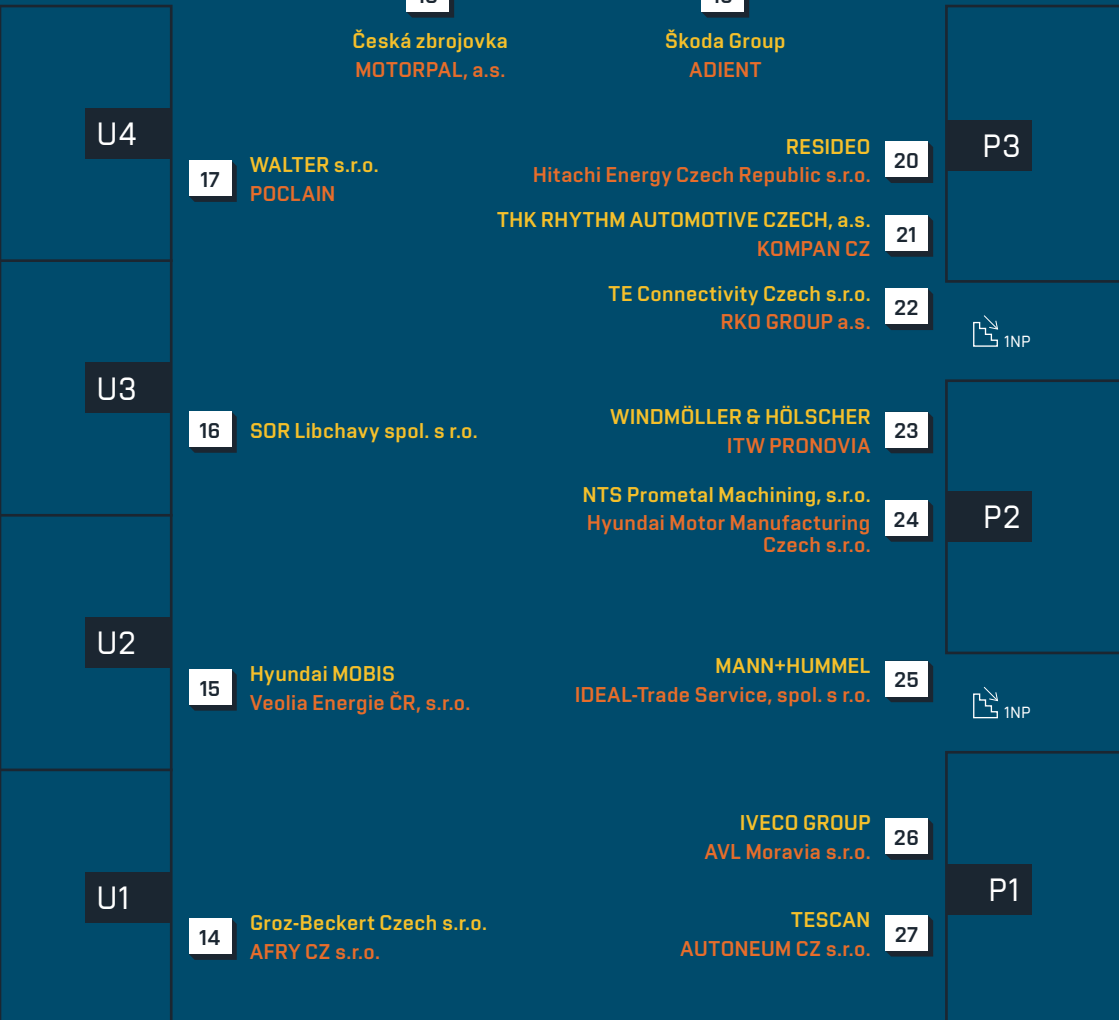 Česká zbrojovka
MOTORPAL, a.s.
Škoda Group
ADIENT
U4
17
WALTER s.r.o.
POCLAIN
RESIDEO
Hitachi Energy Czech Republic s.r.o.
20
P3
THK RHYTHM AUTOMOTIVE CZECH, a.s.
KOMPAN CZ
21
TE Connectivity Czech s.r.o.
RKO GROUP a.s.
22
1NP
U3
16
SOR Libchavy spol. s r.o.
WINDMÖLLER & HÖLSCHER
ITW PRONOVIA
23
NTS Prometal Machining, s.r.o.
Hyundai Motor Manufacturing
Czech s.r.o.
24
P2
U2
15
Hyundai MOBIS
Veolia Energie ČR, s.r.o.
MANN+HUMMEL
IDEAL-Trade Service, spol. s r.o.
25
1NP
IVECO GROUP
AVL Moravia s.r.o.
26
P1
U1
14
Groz-Beckert Czech s.r.o.
AFRY CZ s.r.o.
TESCAN
AUTONEUM CZ s.r.o.
27